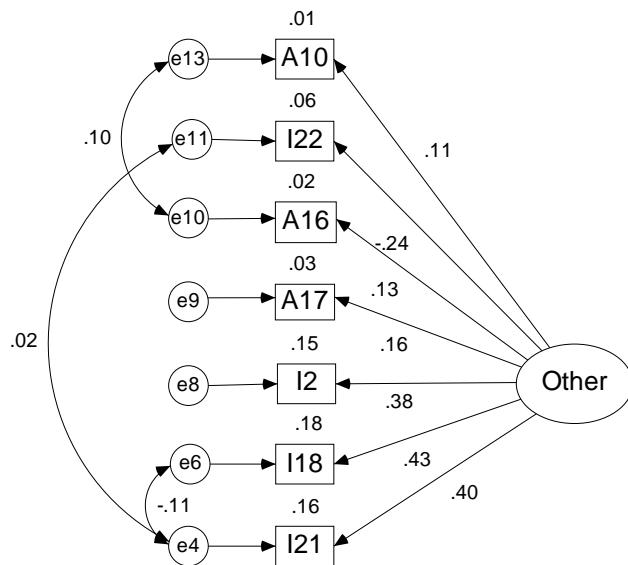 .01
e13
A10
.06
.10
e11
I22
.11
.02
e10
A16
-.24
.03
e9
A17
.13
.02
.15
.16
e8
I2
Other
.38
.18
e6
I18
.43
-.11
.16
.40
e4
I21